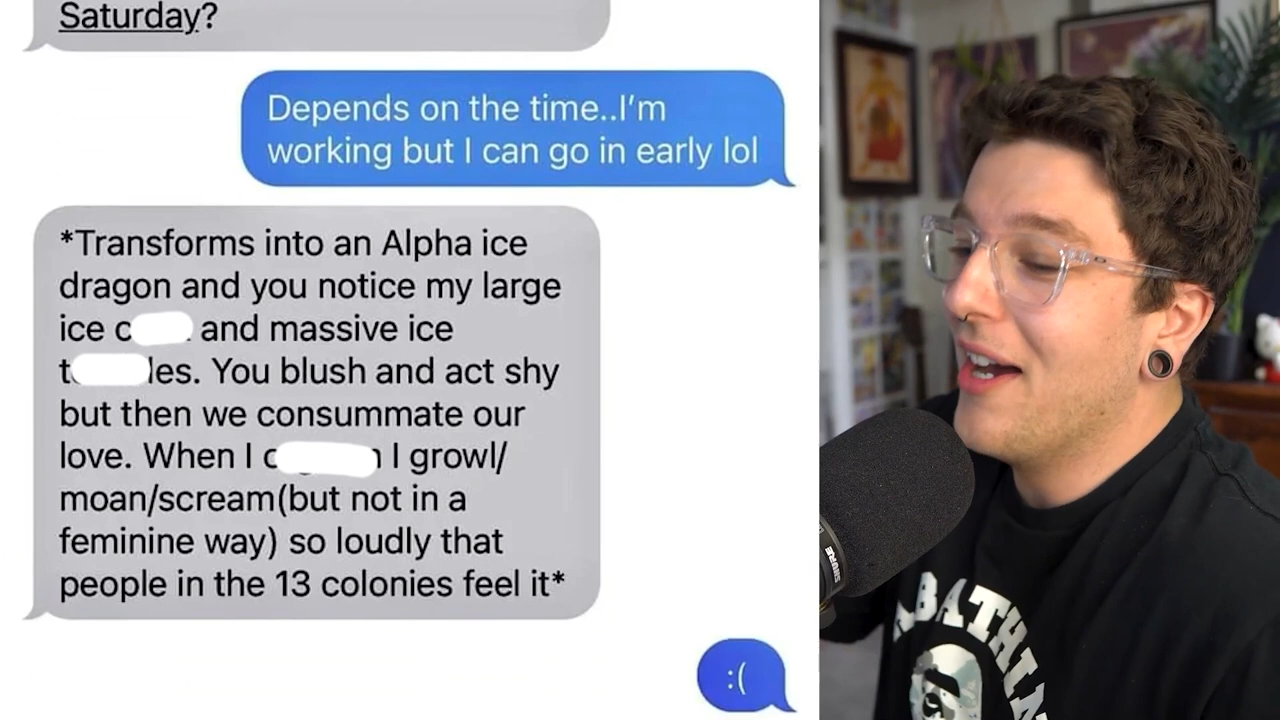 Saturday?
Depends on the time..I'm
working but I can go in early lol
*Transforms into an Alpha ice
dragon and you notice my large
ice c and massive ice
t les. You blush and act shy
but then we consummate our
love. When I I growl/
moan/scream(but not in a
feminine way) so loudly that
people in the 13 colonies feel it*
:(
SHURE
A BATHIN